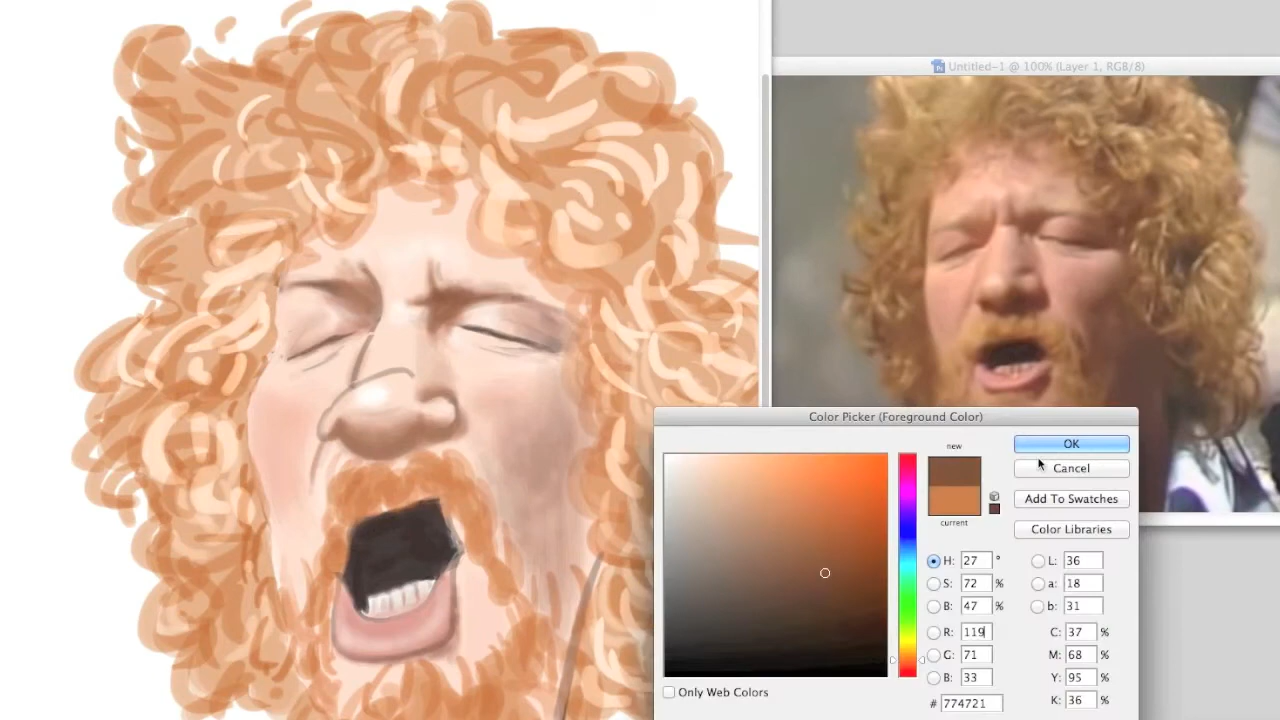 Untitled-1 @ 100% (Layer 1, RGB/8)
Color Picker (Foreground Color)
new
current
OK
Cancel
Add To Swatches
Color Libraries
H: 27 °
S: 72 %
B: 47 %
R: 119
G: 71
B: 33
# 774721
L: 36
a: 18
b: 31
C: 37 %
M: 68 %
Y: 95 %
K: 36 %
Only Web Colors